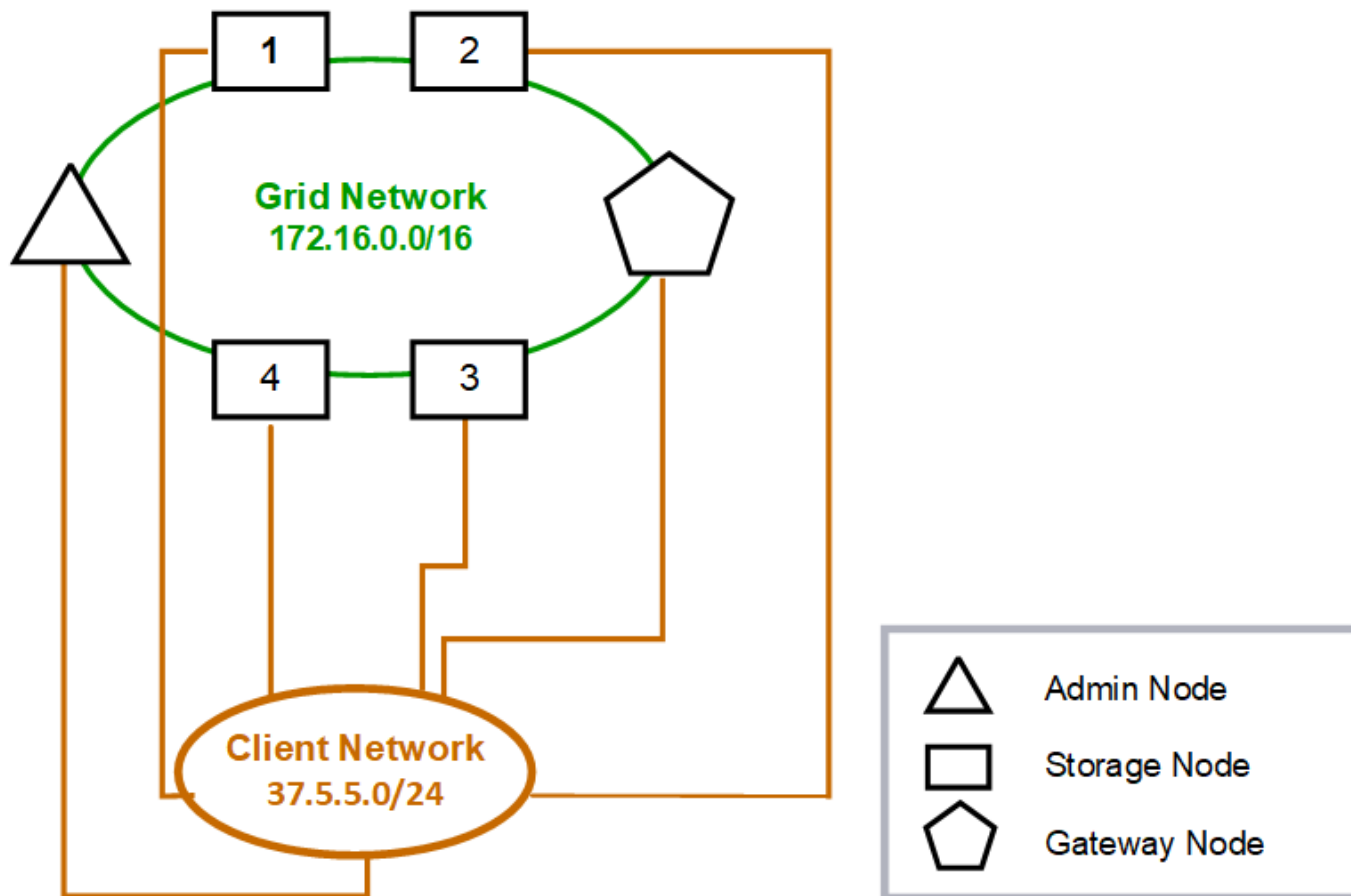 1
2
Grid Network
172.16.0.0/16
4
3
Client Network
37.5.5.0/24
Admin Node
Storage Node
Gateway Node